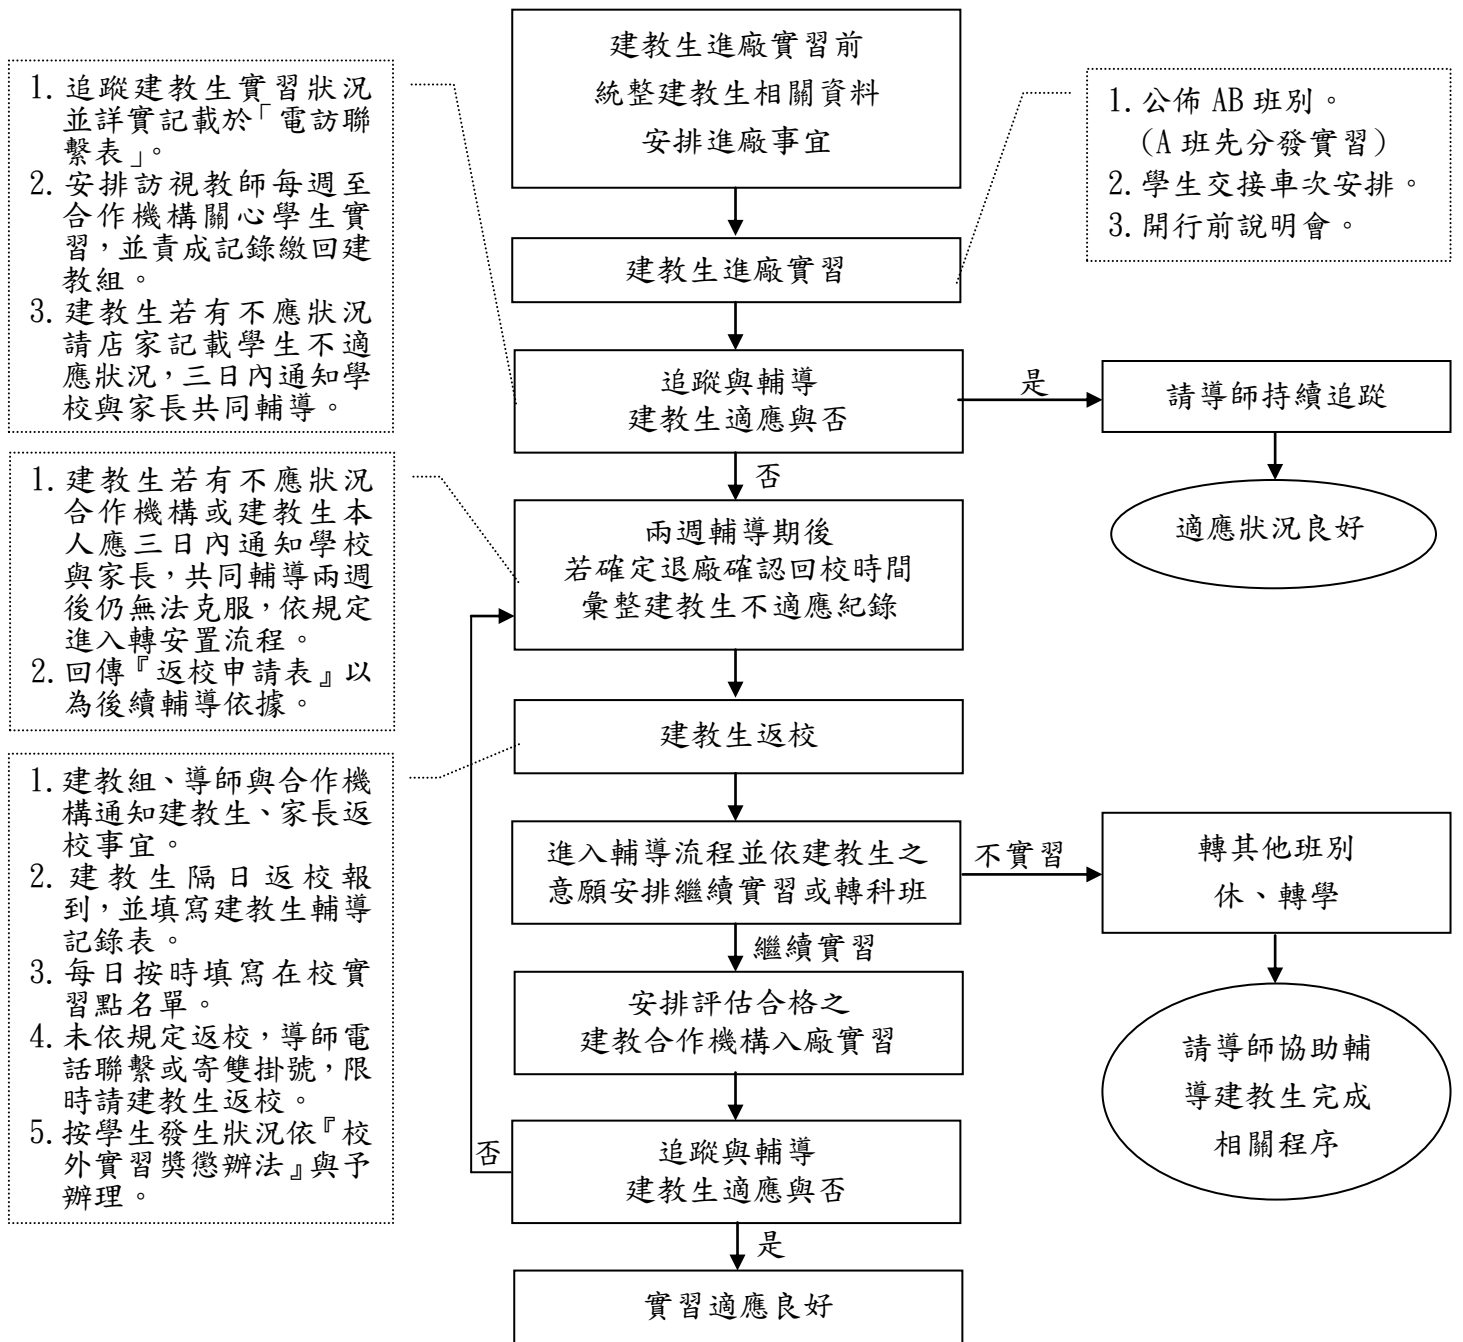 建教生進廠實習前
統整建教生相關資料
安排進廠事宜
1. 追蹤建教生實習狀況
並詳實記載於「電訪聯
繫表」。
2. 安排訪視教師每週至
合作機構關心學生實
習，並責成記錄繳回建
教組。
3. 建教生若有不應狀況
請店家記載學生不適
應狀況，三日內通知學
校與家長共同輔導。
1. 公佈 AB 班別。
(A 班先分發實習)
2. 學生交接車次安排。
3. 開行前說明會。
建教生進廠實習
追蹤與輔導
建教生適應與否
是
請導師持續追蹤
適應狀況良好
否
1. 建教生若有不應狀況
合作機構或建教生本
人應三日內通知學校
與家長，共同輔導兩週
後仍無法克服，依規定
進入轉安置流程。
2. 回傳『返校申請表』以
為後續輔導依據。
兩週輔導期後
若確定退廠確認回校時間
彙整建教生不適應紀錄
建教生返校
1. 建教組、導師與合作機
構通知建教生、家長返
校事宜。
2. 建教生隔日返校報
到，並填寫建教生輔導
記錄表。
3. 每日按時填寫在校實
習點名單。
4. 未依規定返校，導師電
話聯繫或寄雙掛號，限
時請建教生返校。
5. 按學生發生狀況依『校
外實習獎懲辦法』與予
辦理。
進入輔導流程並依建教生之
意願安排繼續實習或轉科班
不實習
轉其他班別
休、轉學
請導師協助輔
導建教生完成
相關程序
繼續實習
安排評估合格之
建教合作機構入廠實習
追蹤與輔導
建教生適應與否
否
是
實習適應良好